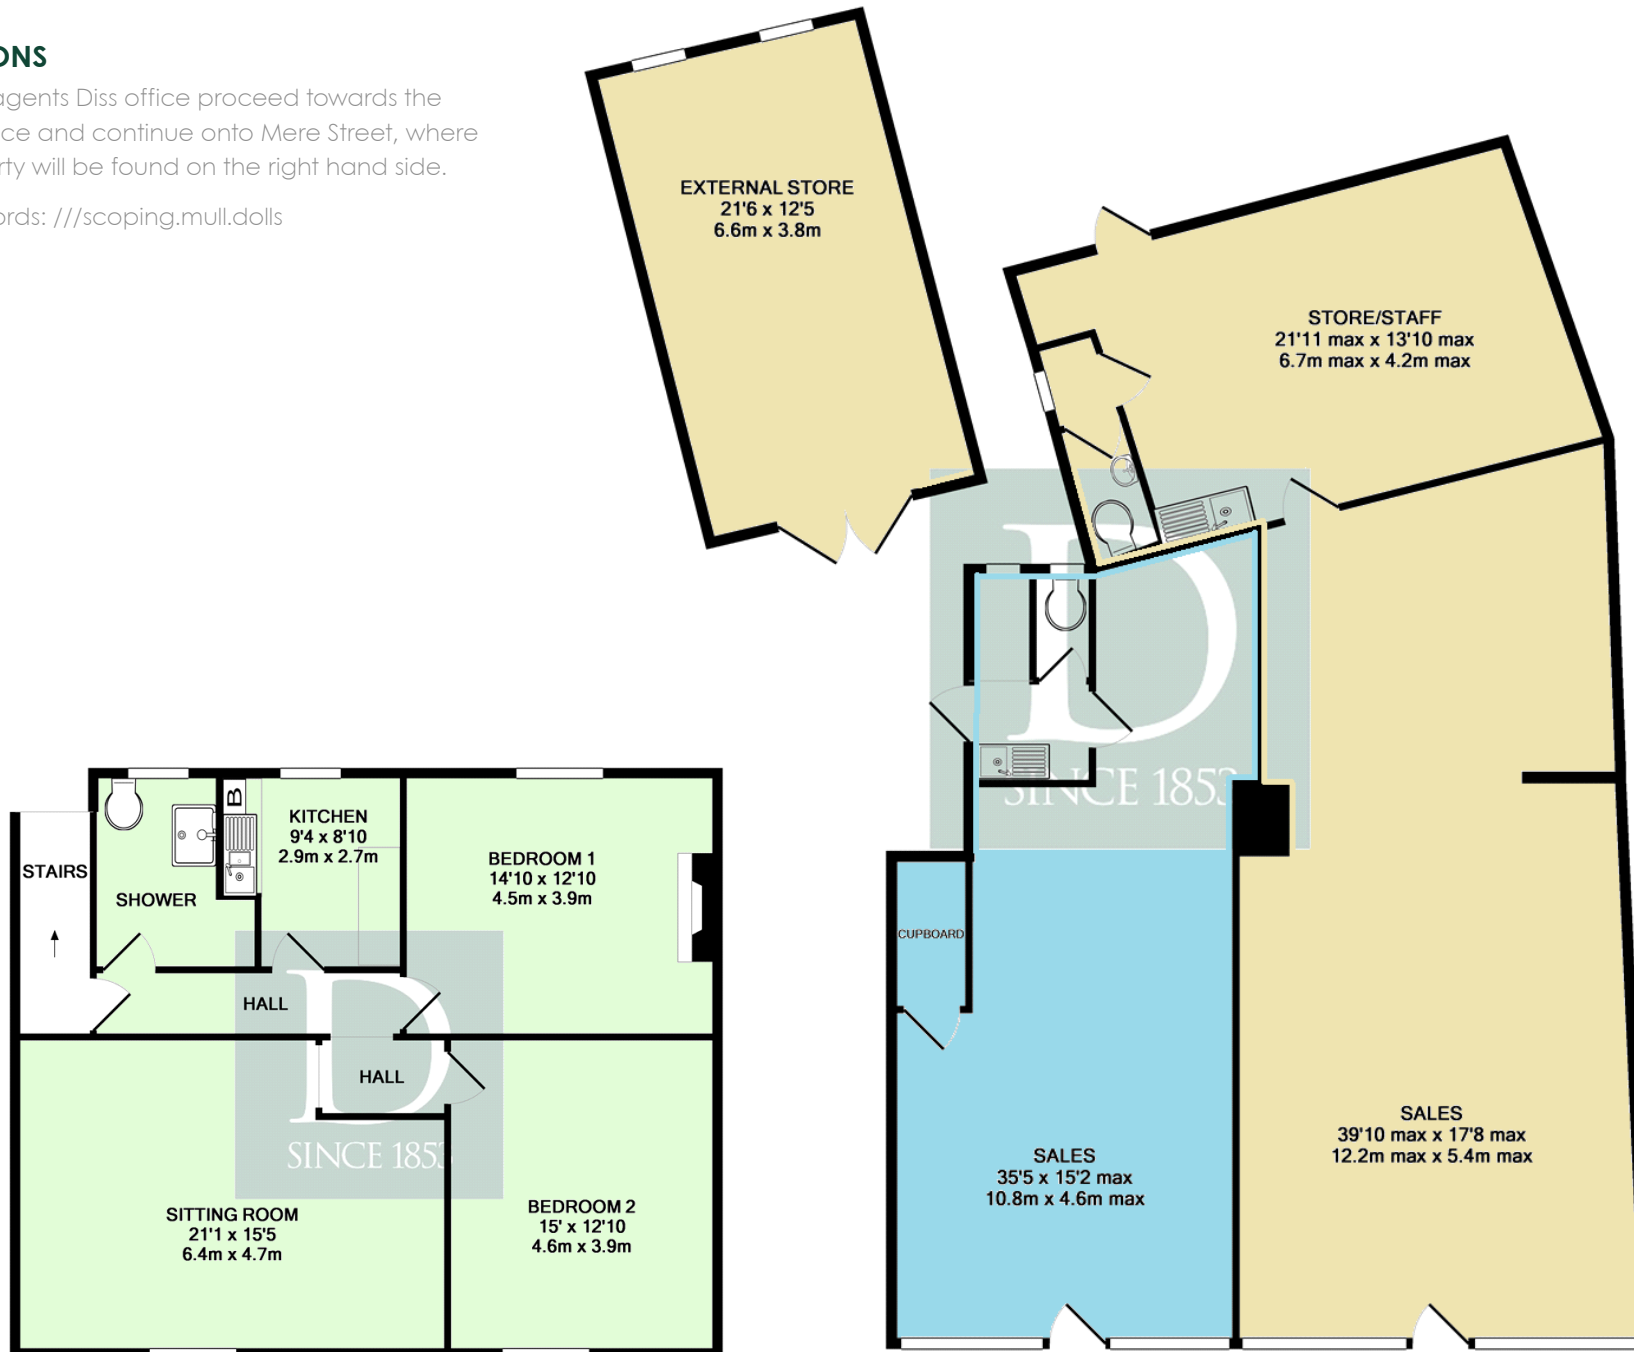 ONS
agents Diss office proceed towards the
ce and continue onto Mere Street, where
rty will be found on the right hand side.
ords: ///scoping.mull.dolls
EXTERNAL STORE
21'6 x 12'5
6.6m x 3.8m
STORE/STAFF
21'11 max x 13'10 max
6.7m max x 4.2m max
SINCE 1853
B
KITCHEN
9'4 x 8'10
2.9m x 2.7m
BEDROOM 1
14'10 x 12'10
4.5m x 3.9m
STAIRS
SHOWER
CUPBOARD
HALL
D
HALL
SINCE 1853
SITTING ROOM
21'1 x 15'5
6.4m x 4.7m
BEDROOM 2
15' x 12'10
4.6m x 3.9m
D
SALES
35'5 x 15'2 max
10.8m x 4.6m max
SALES
39'10 max x 17'8 max
12.2m max x 5.4m max